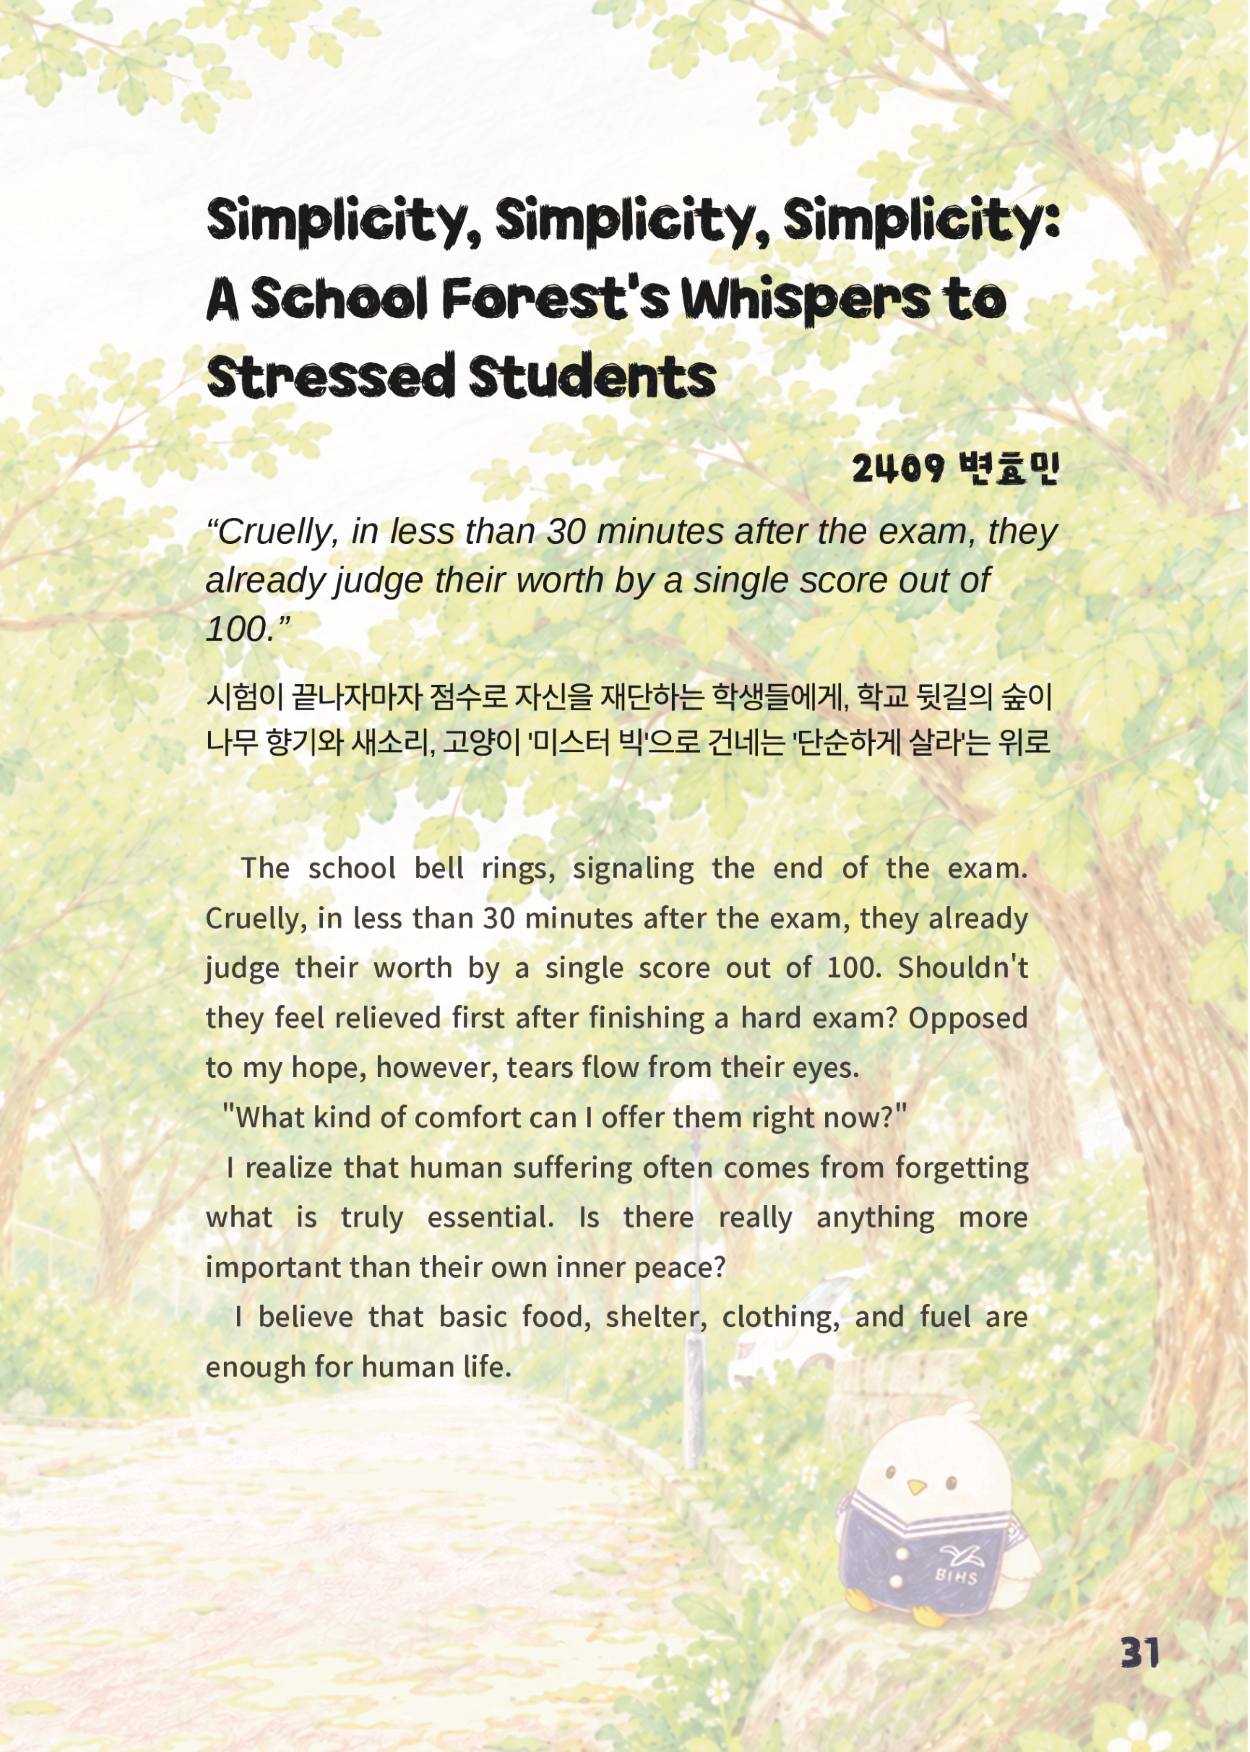 Simplicity, Simplicity, Simplicity:
A School Forest's Whispers to
Stressed Students
2409 변효민
“Cruelly, in less than 30 minutes after the exam, they
already judge their worth by a single score out of
100.”
시험이 끝나자마자 점수로 자신을 재단하는 학생들에게, 학교 뒷길의 숲이
나무 향기와 새소리, 고양이 '미스터 빅'으로 건네는 '단순하게 살라'는 위로
The school bell rings, signaling the end of the exam.
Cruelly, in less than 30 minutes after the exam, they already
judge their worth by a single score out of 100. Shouldn't
they feel relieved first after finishing a hard exam? Opposed
to my hope, however, tears flow from their eyes.
"What kind of comfort can I offer them right now?"
I realize that human suffering often comes from forgetting
what is truly essential. Is there really anything more
important than their own inner peace?
I believe that basic food, shelter, clothing, and fuel are
enough for human life.
BIHS
31